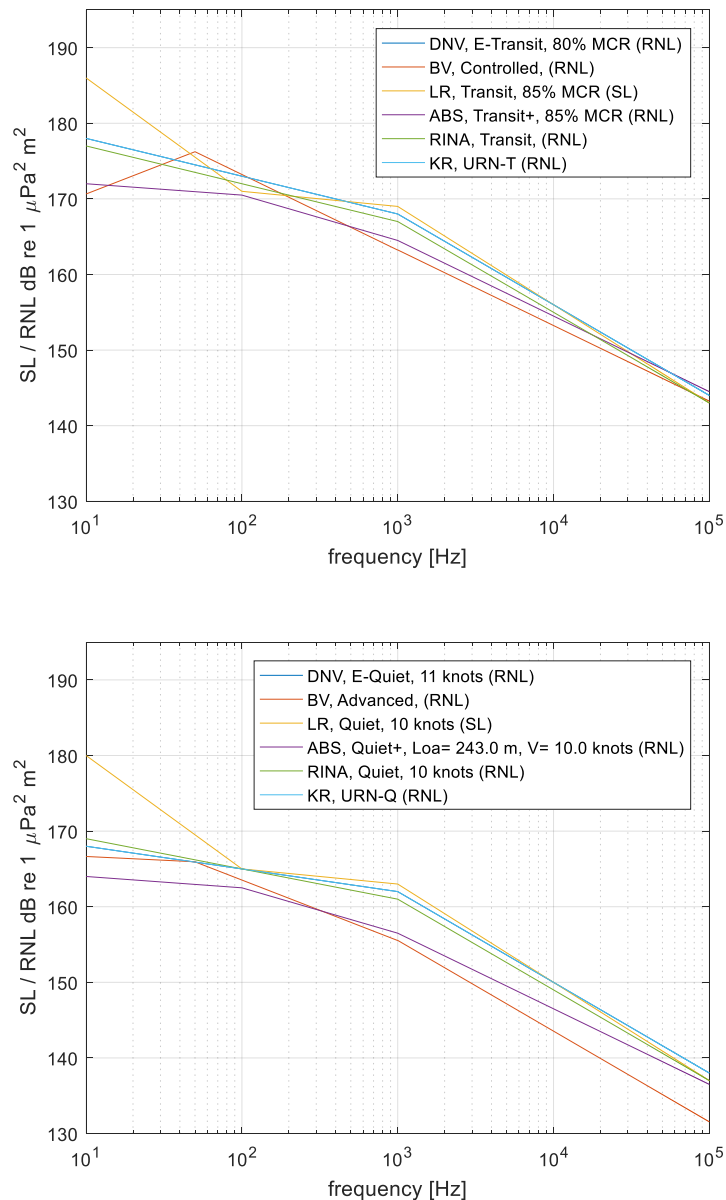 190
180
170
160
150
140
130
SL / RNL dB re 1 μPa² m²
DNV, E-Transit, 80% MCR (RNL)
BV, Controlled, (RNL)
LR, Transit, 85% MCR (SL)
ABS, Transit+, 85% MCR (RNL)
RINA, Transit, (RNL)
KR, URN-T (RNL)
10¹ 10² 10³ 10⁴ 10⁵
frequency [Hz]
190
180
170
160
150
140
130
SL / RNL dB re 1 μPa² m²
DNV, E-Quiet, 11 knots (RNL)
BV, Advanced, (RNL)
LR, Quiet, 10 knots (SL)
ABS, Quiet+, Loa= 243.0 m, V= 10.0 knots (RNL)
RINA, Quiet, 10 knots (RNL)
KR, URN-Q (RNL)
10¹ 10² 10³ 10⁴ 10⁵
frequency [Hz]